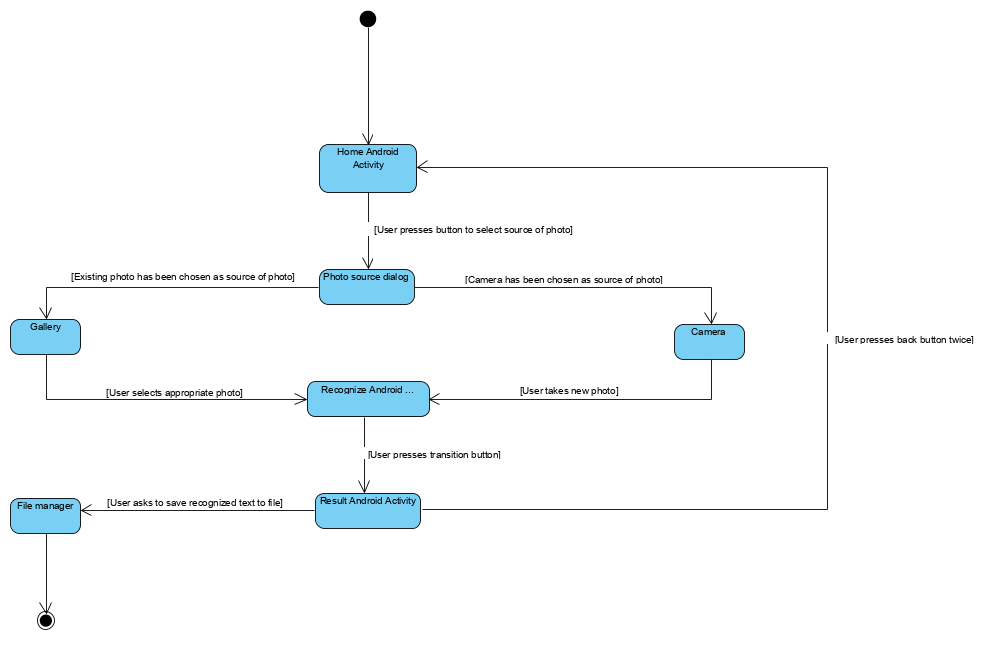 Home Android
Activity
[User presses button to select source of photo]
Photo source dialog
[Existing photo has been chosen as source of photo]
[Camera has been chosen as source of photo]
Gallery
Camera
[User presses back button twice]
[User selects appropriate photo]
Recognize Android ...
[User takes new photo]
[User presses transition button]
File manager
[User asks to save recognized text to file]
Result Android Activity